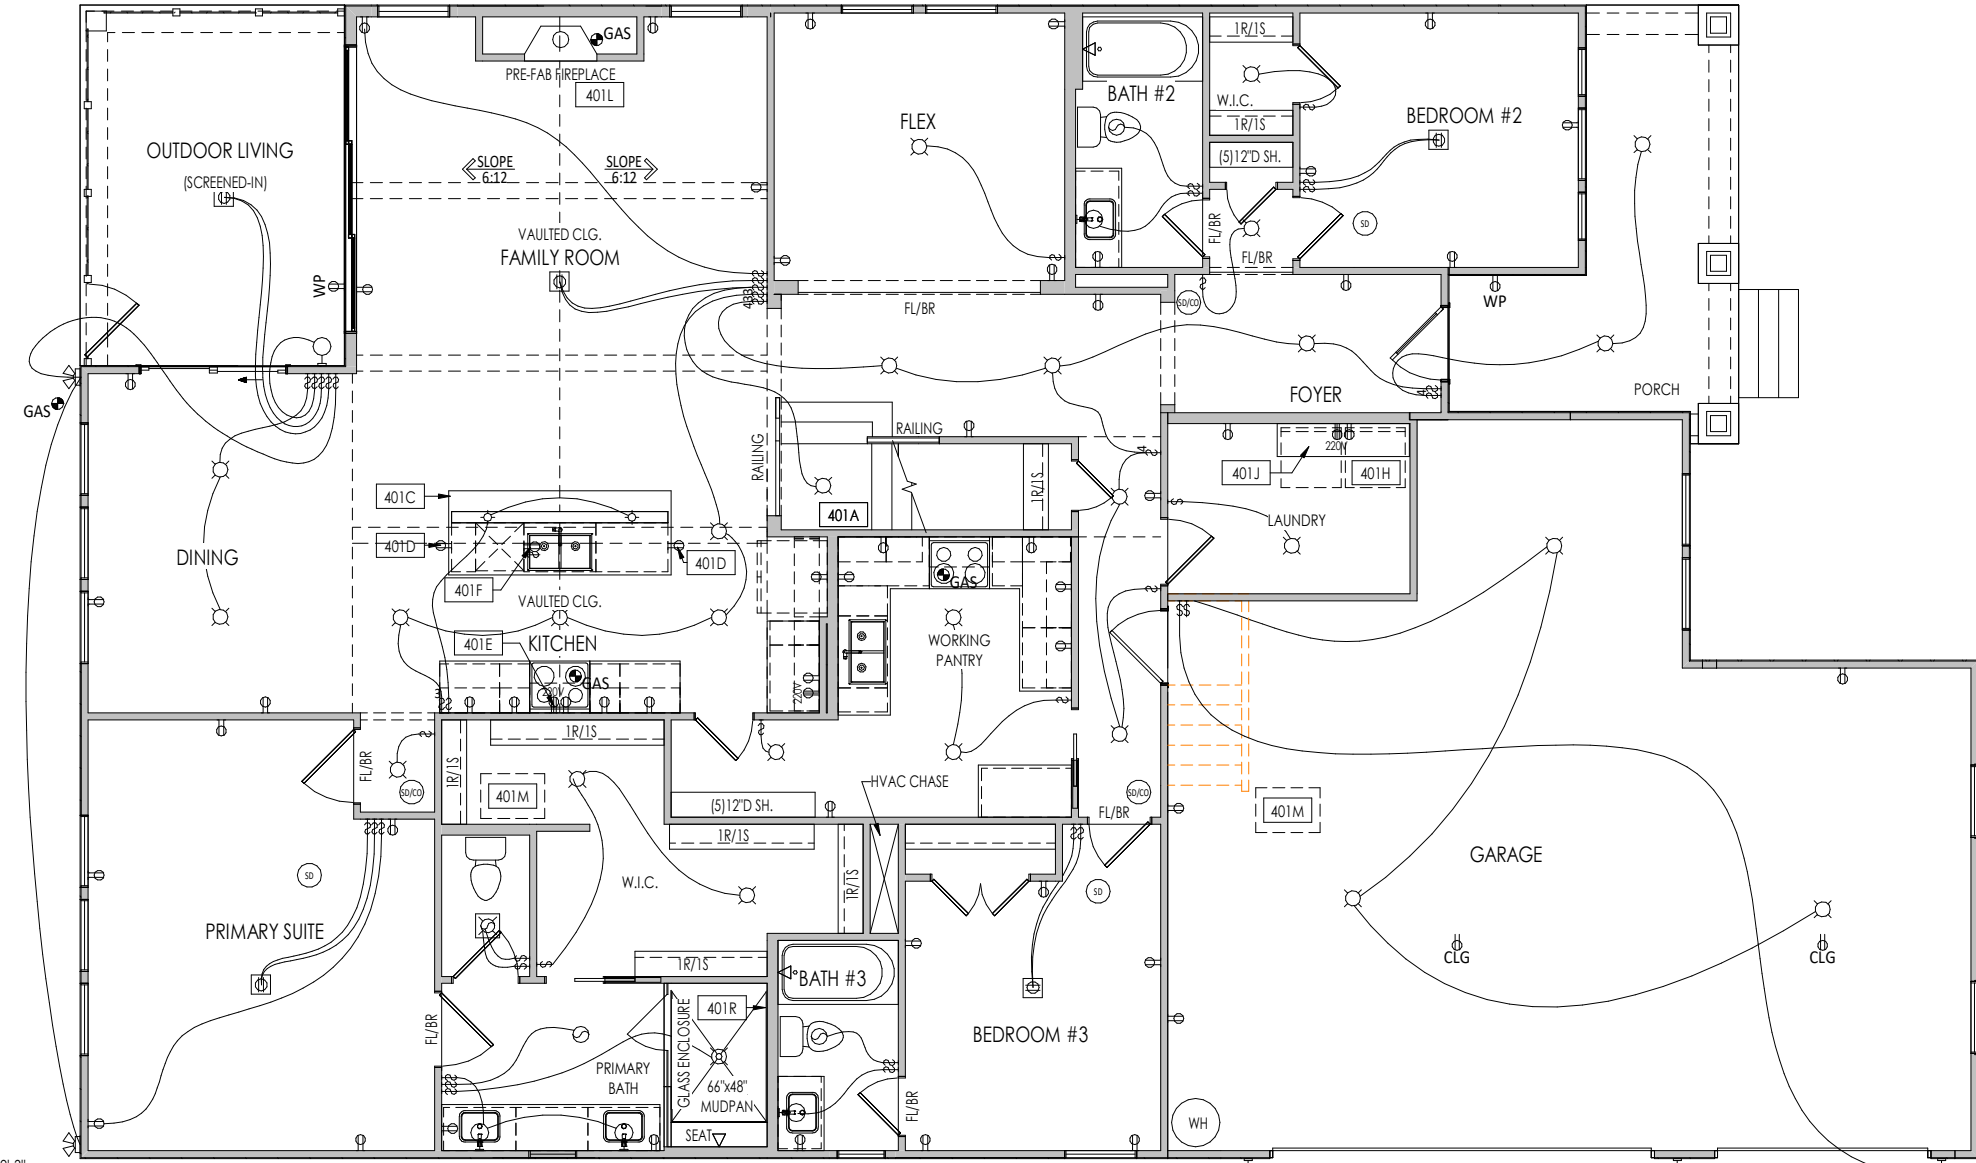 GAS
PRE-FAB FIREPLACE
401L
1R/1S
BATH #2
W.I.C.
1R/1S
BEDROOM #2
FLEX
OUTDOOR LIVING
(SCREENED-IN)
SLOPE
6:12
SLOPE
6:12
(5)12"D SH.
VAULTED CLG.
FAMILY ROOM
FL/BR
SD
FL/BR
WP
433
FL/BR
SD/CO
WP
FOYER
PORCH
GAS
4
RAILING
RAILING
4
220V
401J
401H
401C
1R/1S
401A
LAUNDRY
DINING
401D
401D
401F
GAS
VAULTED CLG.
401E
KITCHEN
WORKING
PANTRY
GAS
220V
220V
3
1R/1S
FL/BR
1R/1S
SD/CO
401M
HVAC CHASE
SD/CO
(5)12"D SH.
FL/BR
401M
1R/1S
GARAGE
SD
W.I.C.
1R/1S
SD
PRIMARY SUITE
1R/1S
BATH #3
CLG
CLG
401R
GLASS ENCLOSURE
FL/BR
BEDROOM #3
PRIMARY
BATH
66"x48"
MUDPAN
FL/BR
WH
SEAT